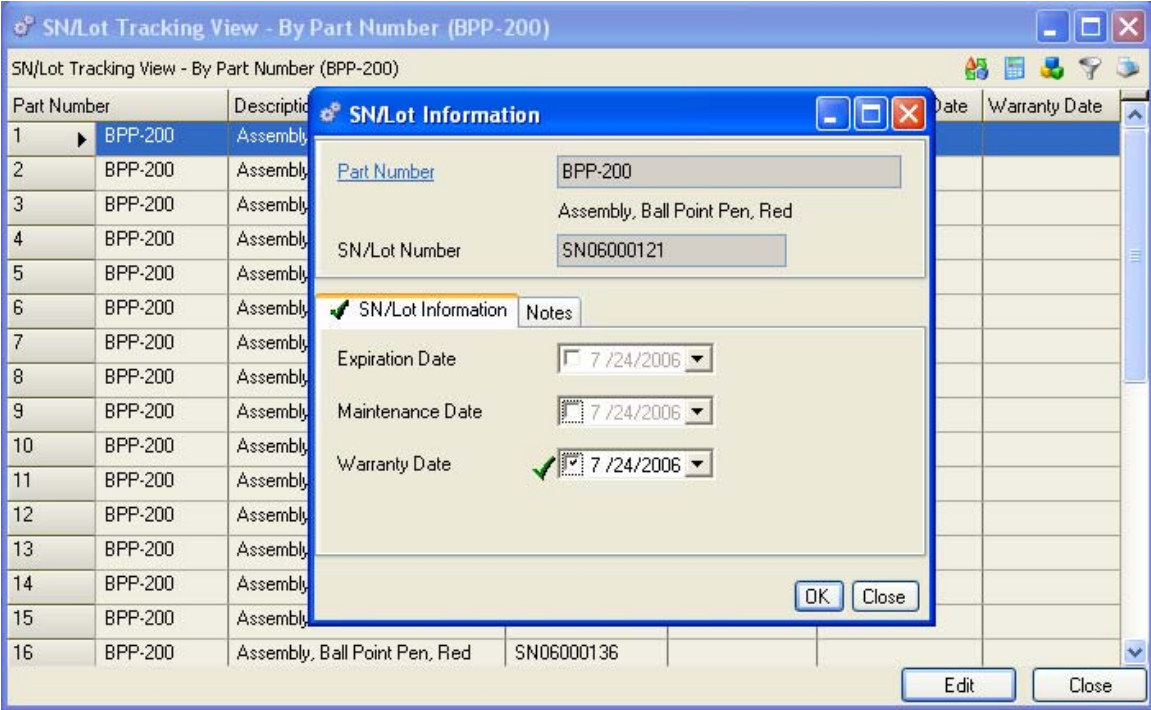 SN/Lot Tracking View - By Part Number (BPP-200)
SN/Lot Tracking View - By Part Number (BPP-200)
Part Number Descriptio Date Warranty Date
1 BPP-200 Assembly
2 BPP-200 Assembly
3 BPP-200 Assembly
4 BPP-200 Assembly
5 BPP-200 Assembly
6 BPP-200 Assembly
7 BPP-200 Assembly
8 BPP-200 Assembly
9 BPP-200 Assembly
10 BPP-200 Assembly
11 BPP-200 Assembly
12 BPP-200 Assembly
13 BPP-200 Assembly
14 BPP-200 Assembly
15 BPP-200 Assembly
16 BPP-200 Assembly, Ball Point Pen, Red SN06000136
SN/Lot Information
Part Number BPP-200
Assembly, Ball Point Pen, Red
SN/Lot Number SN06000121
SN/Lot Information Notes
Expiration Date 7 /24/2006
Maintenance Date 7 /24/2006
Warranty Date 7 /24/2006
OK Close
Edit Close